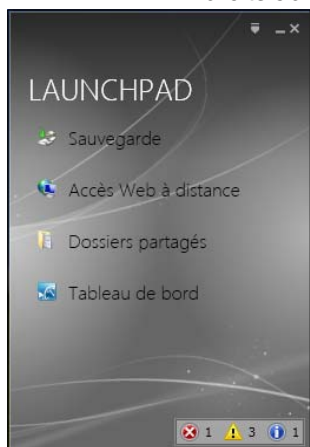 LAUNCHPAD
Sauvegarde
Accès Web à distance
Dossiers partagés
Tableau de bord
1 3 1